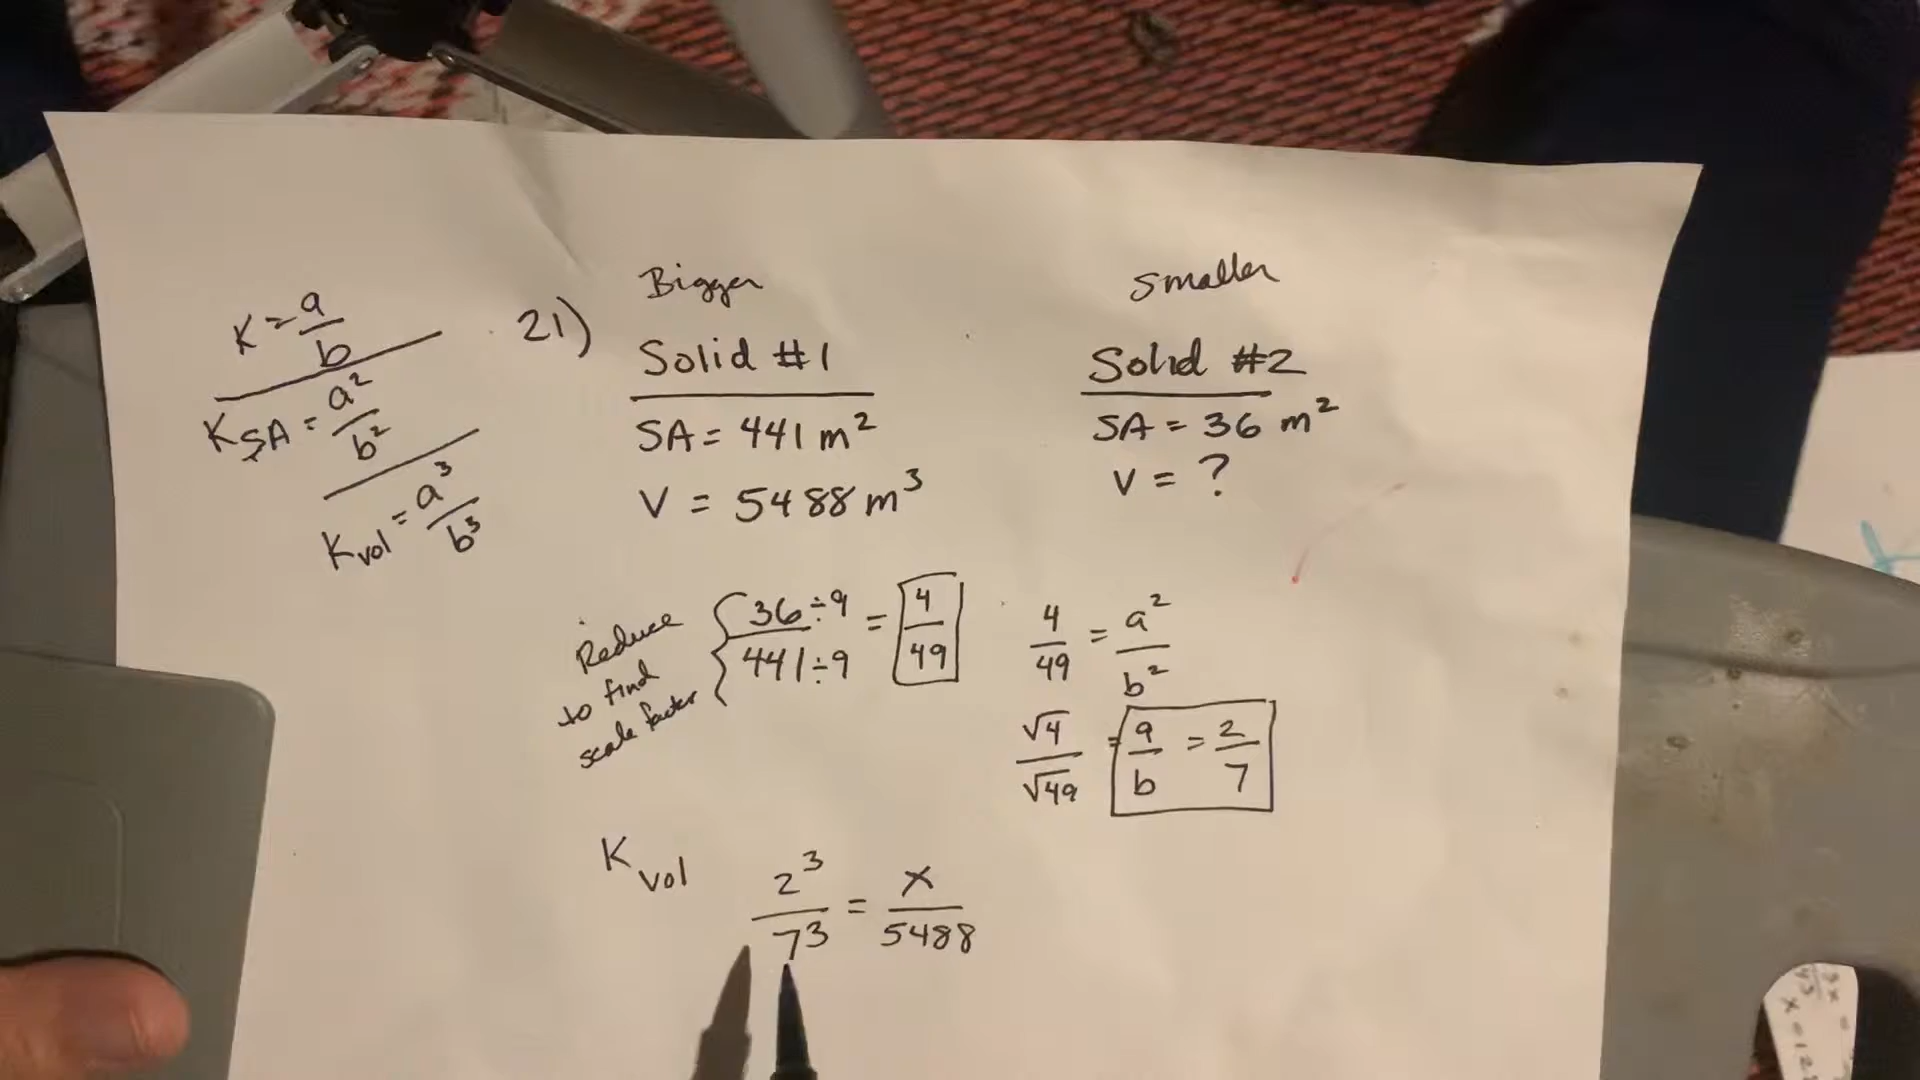 K = a/b
K SA = a²/b²
K vol = a³/b³
21)
Bigger
Solid #1
SA = 441 m²
V = 5488 m³
Smaller
Solid #2
SA = 36 m²
V = ?
Reduce
to find
scale factor
36 ÷ 9 / 441 ÷ 9 = 4/49
4/49 = a²/b²
√4/√49 = a/b = 2/7
K vol 2³/7³ = x/5488